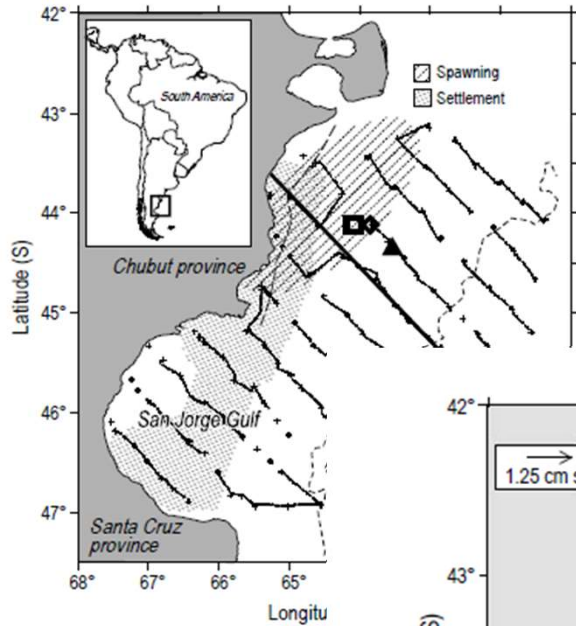 42°
South America
Spawning
Settlement
43°
44°
Chubut province
Latitude (S)
45°
46°
San Jorge Gulf
47°
Santa Cruz
province
68°
67°
66°
65°
Longitu
42°
1.25 cm s
43°
S)